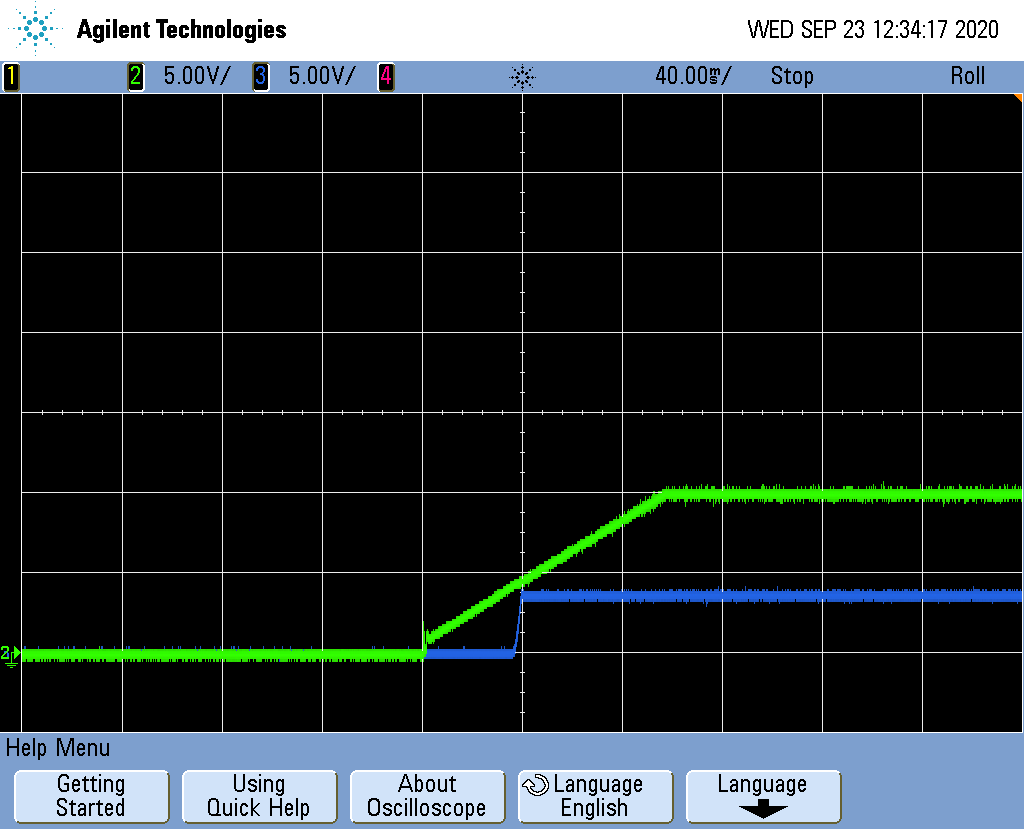 Agilent Technologies
WED SEP 23 12:34:17 2020
1 2 5.00V/ 3 5.00V/ 4 40.00ms/ Stop Roll
2
Help Menu
Getting
Started
Using
Quick Help
About
Oscilloscope
Language
English
Language